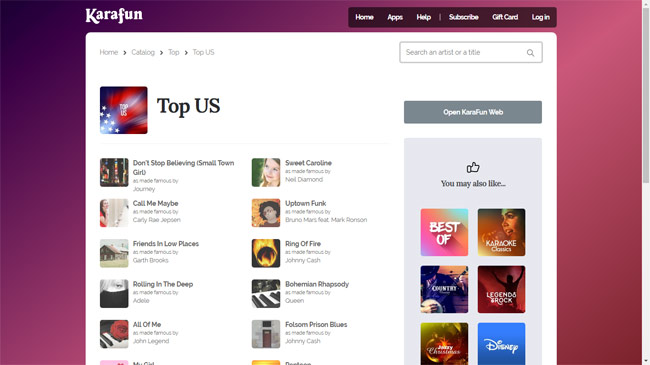 Karafun
Home Apps Help | Subscribe Gift Card Log in
Home > Catalog > Top > Top US
Search an artist or a title
TOP
US
Top US
Open KaraFun Web
Don't Stop Believing (Small Town
Girl)
as made famous by
Journey
Sweet Caroline
as made famous by
Neil Diamond
Call Me Maybe
as made famous by
Carly Rae Jepsen
Uptown Funk
as made famous by
Bruno Mars feat. Mark Ronson
Friends In Low Places
as made famous by
Garth Brooks
Ring Of Fire
as made famous by
Johnny Cash
Rolling In The Deep
as made famous by
Adele
Bohemian Rhapsody
as made famous by
Queen
All Of Me
as made famous by
John Legend
Folsom Prison Blues
as made famous by
Johnny Cash
My Girl
You may also like...
BEST
OF
KARAOKE
Classics
COUNTRY
LEGENDS
ROCK
Jazzy
Christmas
Disney